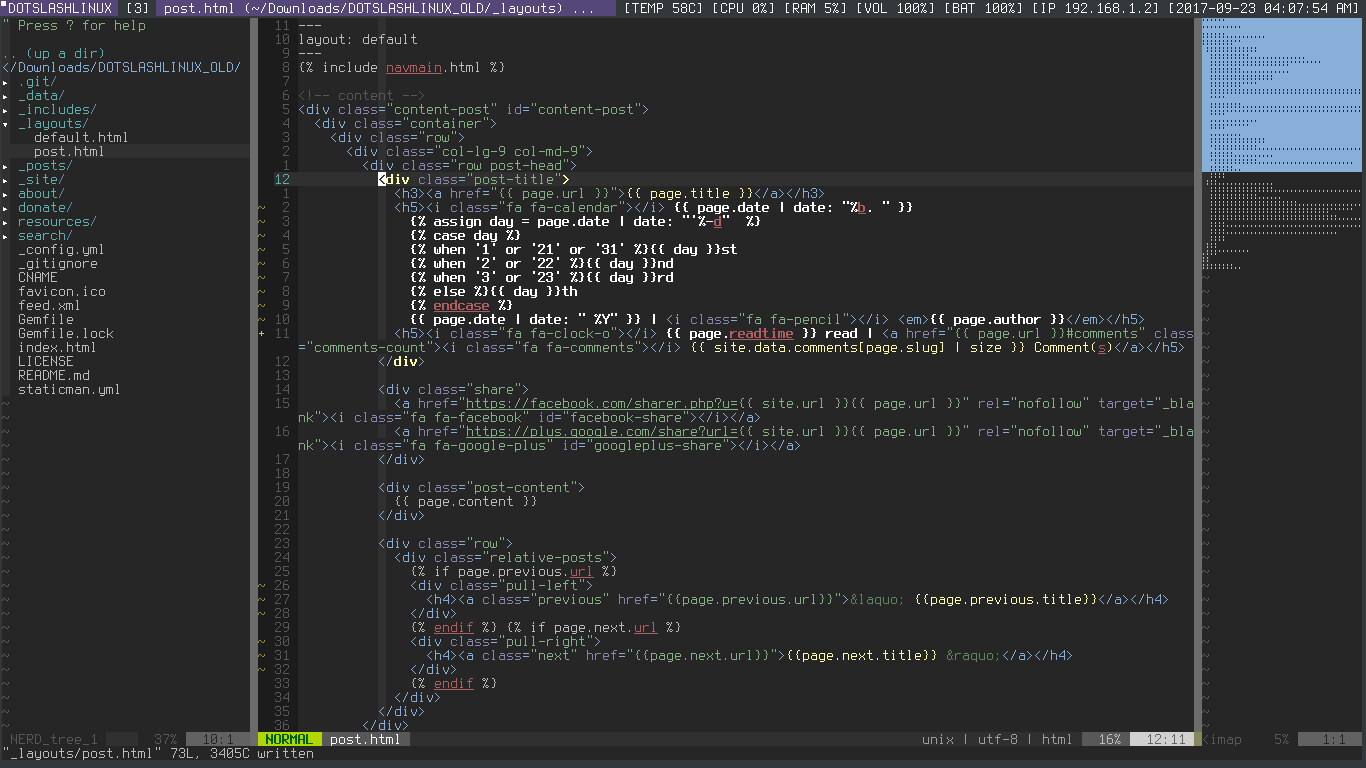 DOTSLASHLINUX [3] post.html (~/Downloads/DOTSLASHLINUX_OLD/_layouts) ... [TEMP 58C] [CPU 0%] [RAM 5%] [VOL 100%] [BAT 100%] [IP 192.168.1.2] [2017-09-23 04:07:54 AM]
" Press ? for help
.. (up a dir)
</Downloads/DOTSLASHLINUX_OLD/
▸ .git/
▸ _data/
▸ _includes/
▾ _layouts/
default.html
post.html
▸ _posts/
▸ _site/
▸ about/
▸ donate/
▸ resources/
▸ search/
_config.yml
_gitignore
CNAME
favicon.ico
feed.xml
Gemfile
Gemfile.lock
index.html
LICENSE
README.md
staticman.yml
11 ---
10 layout: default
9 ---
8 {% include navmain.html %}
7
6 <!-- content -->
5 <div class="content-post" id="content-post">
4 <div class="container">
3 <div class="row">
2 <div class="col-lg-9 col-md-9">
1 <div class="row post-head">
12 <div class="post-title">
1 <h3><a href="{{ page.url }}">{{ page.title }}</a></h3>
~ 2 <h5><i class="fa fa-calendar"></i> {{ page.date | date: "%b. " }}
~ 3 {% assign day = page.date | date: "'%-d"  %}
~ 4 {% case day %}
~ 5 {% when '1' or '21' or '31' %}{{ day }}st
~ 6 {% when '2' or '22' %}{{ day }}nd
~ 7 {% when '3' or '23' %}{{ day }}rd
~ 8 {% else %}{{ day }}th
~ 9 {% endcase %}
~ 10 {{ page.date | date: " %Y" }} | <i class="fa fa-pencil"></i> <em>{{ page.author }}</em></h5>
+ 11 <h5><i class="fa fa-clock-o"></i> {{ page.readtime }} read | <a href="{{ page.url }}#comments" class
="comments-count"><i class="fa fa-comments"></i> {{ site.data.comments[page.slug] | size }} Comment(s)</a></h5>
12 </div>
13
14 <div class="share">
15 <a href="https://facebook.com/sharer.php?u={{ site.url }}{{ page.url }}" rel="nofollow" target="_bla
nk"><i class="fa fa-facebook" id="facebook-share"></i></a>
16 <a href="https://plus.google.com/share?url={{ site.url }}{{ page.url }}" rel="nofollow" target="_bla
nk"><i class="fa fa-google-plus" id="googleplus-share"></i></a>
17 </div>
18
19 <div class="post-content">
20 {{ page.content }}
21 </div>
22
23 <div class="row">
24 <div class="relative-posts">
25 {% if page.previous.url %}
~ 26 <div class="pull-left">
~ 27 <h4><a class="previous" href="{{page.previous.url}}">&laquo; {{page.previous.title}}</a></h4>
~ 28 </div>
29 {% endif %} {% if page.next.url %}
~ 30 <div class="pull-right">
~ 31 <h4><a class="next" href="{{page.next.url}}">{{page.next.title}} &raquo;</a></h4>
~ 32 </div>
33 {% endif %}
34 </div>
35 </div>
36 </div>
NERD_tree_1 37% 10:1 NORMAL post.html unix | utf-8 | html 16% 12:11 <imap 5% 1:1
"_layouts/post.html" 73L, 3405C written